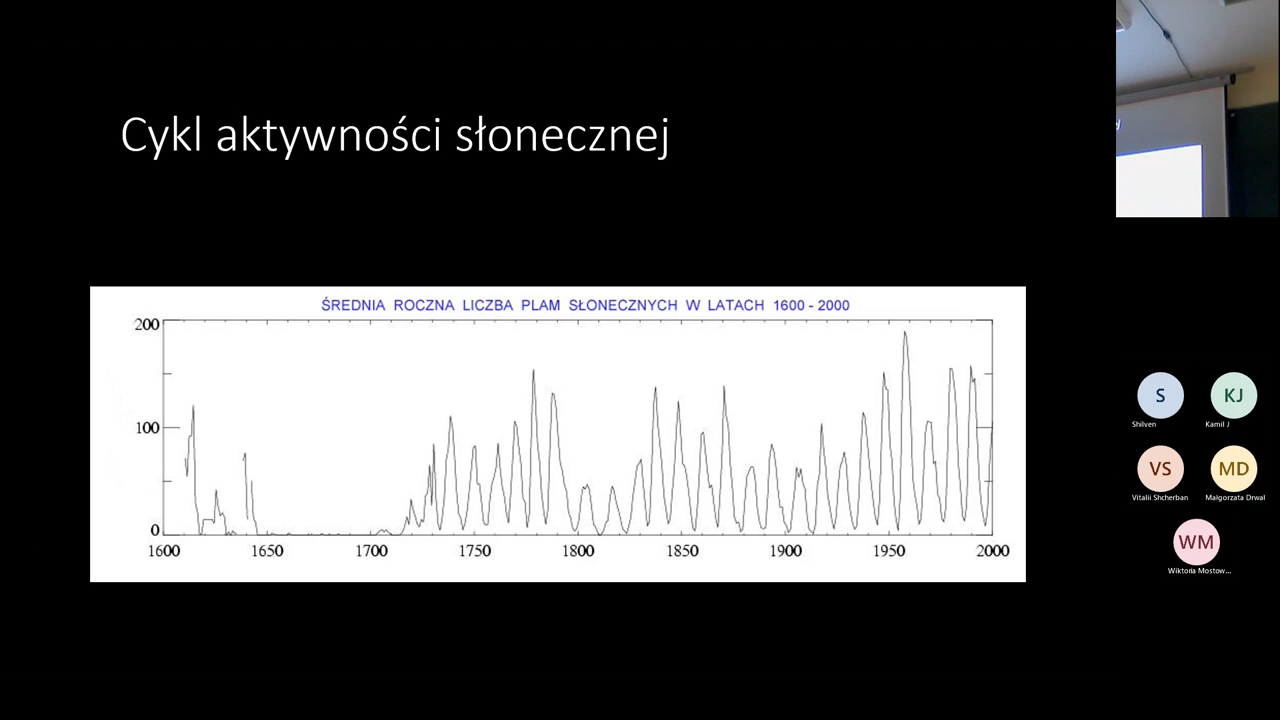 Cykl aktywności słonecznej
ŚREDNIA ROCZNA LICZBA PLAM SŁONECZNYCH W LATACH 1600 - 2000
200
100
0
1600 1650 1700 1750 1800 1850 1900 1950 2000
S KJ
Shilven Kamil J
VS MD
Vitalii Shcherban Małgorzata Drwal
WM
Wiktoria Mostow...